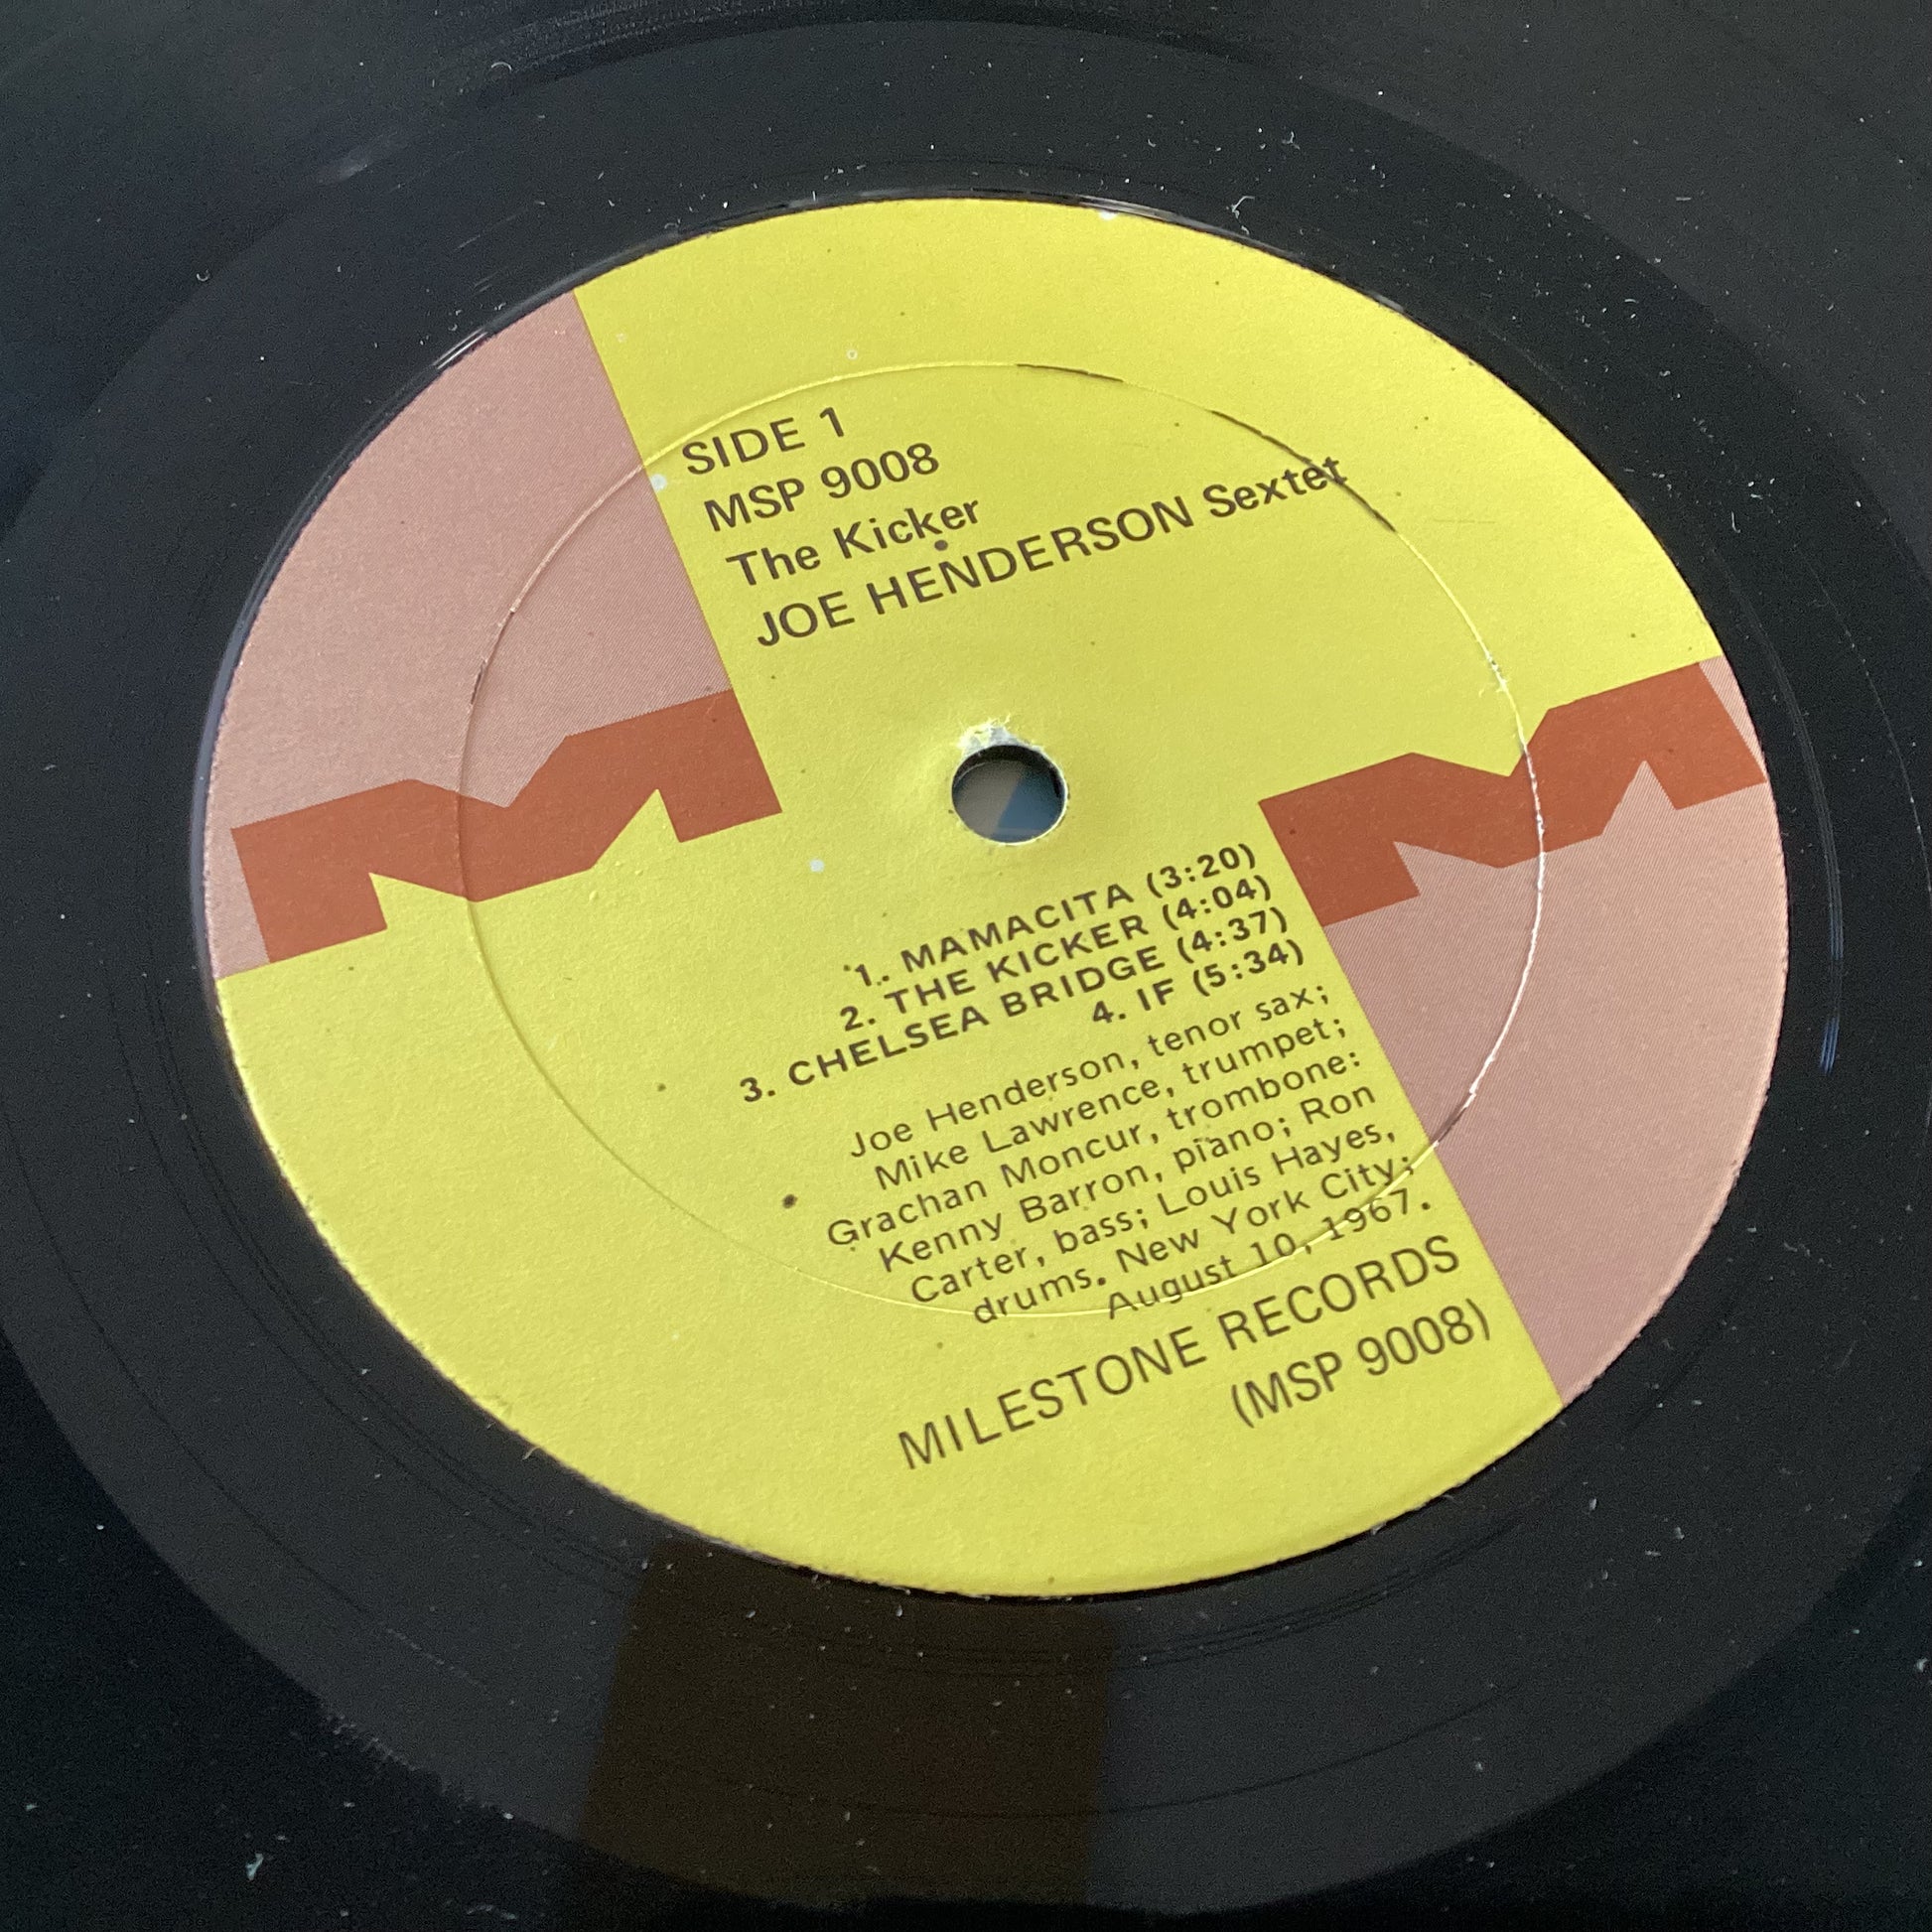 SIDE 1
MSP 9008
The Kicker
JOE HENDERSON Sextet
1. MAMACITA (3:20)
2. THE KICKER (4:04)
3. CHELSEA BRIDGE (4:37)
4. IF (5:34)
Joe Henderson, tenor sax;
Mike Lawrence, trumpet;
Grachan Moncur, trombone:
Kenny Barron, piano; Ron
Carter, bass; Louis Hayes,
drums. New York City;
August 10, 1967.
MILESTONE RECORDS
(MSP 9008)